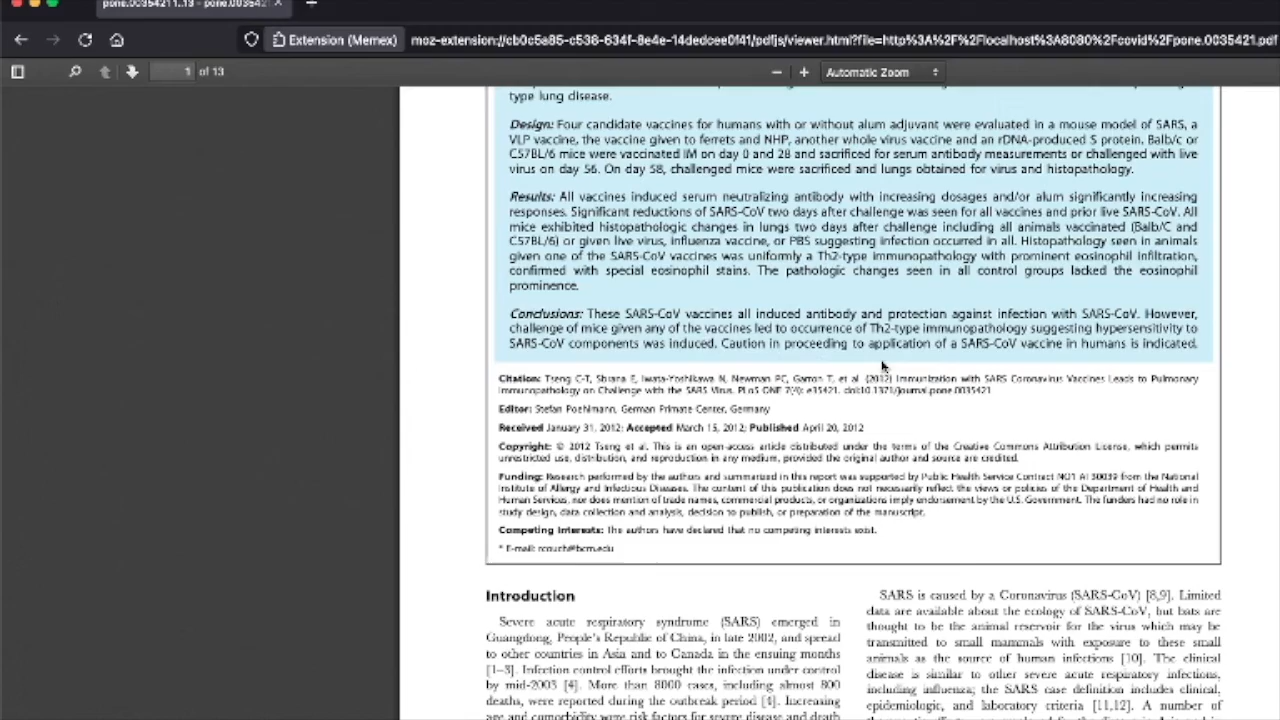 pone.00354211..13 - pone.003542
Extension (Memex)
moz-extension://cb0c5a85-c536-634f-8e4e-14dedcee0f41/pdfjs/viewer.html?file=http%3A%2F%2Flocalhost%3A8080%2Fcovid%2Fpone.0035421.pdf
1 of 13
Automatic Zoom
type lung disease.
Design: Four candidate vaccines for humans with or without alum adjuvant were evaluated in a mouse model of SARS, a
VLP vaccine, the vaccine given to ferrets and NHP, another whole virus vaccine and an rDNA-produced S protein. Balb/c or
C57BL/6 mice were vaccinated IM on day 0 and 28 and sacrificed for serum antibody measurements or challenged with live
virus on day 56. On day 58, challenged mice were sacrificed and lungs obtained for virus and histopathology.
Results: All vaccines induced serum neutralizing antibody with increasing dosages and/or alum significantly increasing
responses. Significant reductions of SARS-CoV two days after challenge was seen for all vaccines and prior live SARS-CoV. All
mice exhibited histopathologic changes in lungs two days after challenge including all animals vaccinated (Balb/C and
C57BL/6) or given live virus, influenza vaccine, or PBS suggesting infection occurred in all. Histopathology seen in animals
given one of the SARS-CoV vaccines was uniformly a Th2-type immunopathology with prominent eosinophil infiltration,
confirmed with special eosinophil stains. The pathologic changes seen in all control groups lacked the eosinophil
prominence.
Conclusions: These SARS-CoV vaccines all induced antibody and protection against infection with SARS-CoV. However,
challenge of mice given any of the vaccines led to occurrence of Th2-type immunopathology suggesting hypersensitivity to
SARS-CoV components was induced. Caution in proceeding to application of a SARS-CoV vaccine in humans is indicated.
Citation: Tseng C-T, Sbrana E, Iwata-Yoshikawa N, Newman PC, Garron T, et al. (2012) Immunization with SARS Coronavirus Vaccines Leads to Pulmonary
Immunopathology on Challenge with the SARS Virus. PLoS ONE 7(4): e35421. doi:10.1371/journal.pone.0035421
Editor: Stefan Poehlmann, German Primate Center, Germany
Received January 31, 2012; Accepted March 15, 2012; Published April 20, 2012
Copyright: © 2012 Tseng et al. This is an open-access article distributed under the terms of the Creative Commons Attribution License, which permits
unrestricted use, distribution, and reproduction in any medium, provided the original author and source are credited.
Funding: Research performed by the authors and summarized in this report was supported by Public Health Service Contract NO1 AI 30039 from the National
Institute of Allergy and Infectious Diseases. The content of this publication does not necessarily reflect the views or policies of the Department of Health and
Human Services, nor does mention of trade names, commercial products, or organizations imply endorsement by the U.S. Government. The funders had no role in
study design, data collection and analysis, decision to publish, or preparation of the manuscript.
Competing Interests: The authors have declared that no competing interests exist.
* E-mail: rcouch@bcm.edu
Introduction
Severe acute respiratory syndrome (SARS) emerged in
Guangdong, People's Republic of China, in late 2002, and spread
to other countries in Asia and to Canada in the ensuing months
[1–3]. Infection control efforts brought the infection under control
by mid-2003 [4]. More than 8000 cases, including almost 800
deaths, were reported during the outbreak period [4]. Increasing
age and comorbidity were risk factors for severe disease and death
SARS is caused by a Coronavirus (SARS-CoV) [8,9]. Limited
data are available about the ecology of SARS-CoV, but bats are
thought to be the animal reservoir for the virus which may be
transmitted to small mammals with exposure to these small
animals as the source of human infections [10]. The clinical
disease is similar to other severe acute respiratory infections,
including influenza; the SARS case definition includes clinical,
epidemiologic, and laboratory criteria [11,12]. A number of